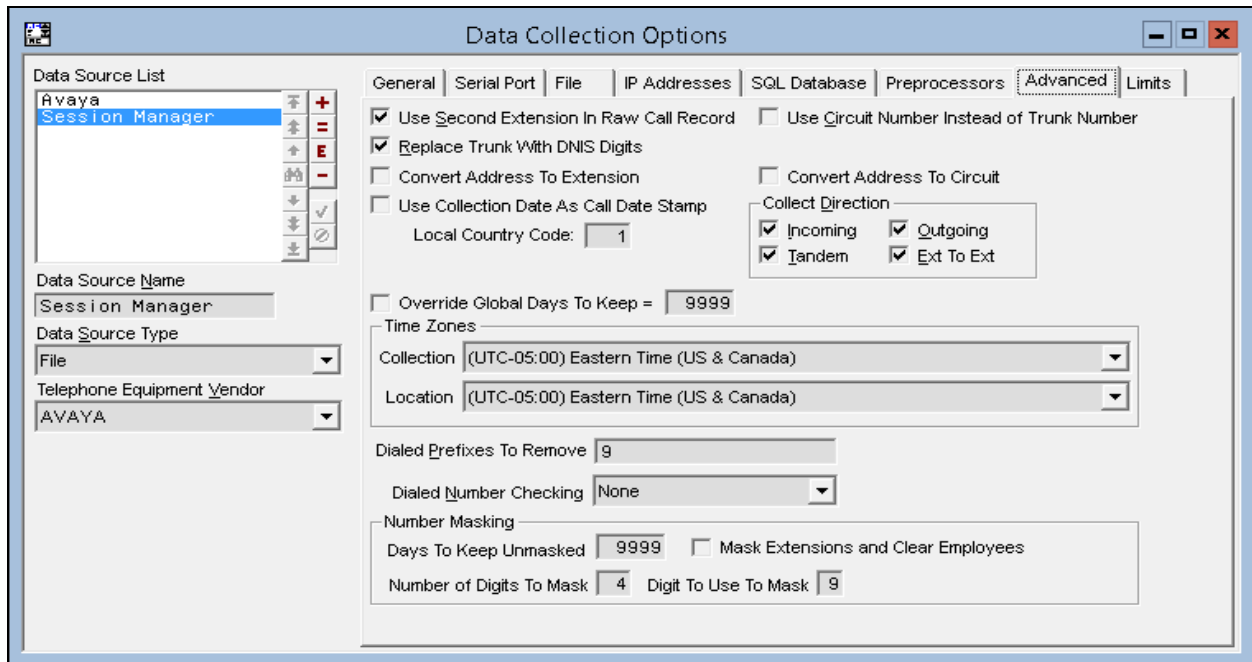 Data Collection Options
Data Source List
Avaya
Session Manager
E
Data Source Name
Session Manager
Data Source Type
File
Telephone Equipment Vendor
AVAYA
General Serial Port File IP Addresses SQL Database Preprocessors Advanced Limits
Use Second Extension In Raw Call Record Use Circuit Number Instead of Trunk Number
Replace Trunk With DNIS Digits
Convert Address To Extension Convert Address To Circuit
Use Collection Date As Call Date Stamp
Local Country Code: 1
Collect Direction
Incoming Outgoing
Tandem Ext To Ext
Override Global Days To Keep = 9999
Time Zones
Collection (UTC-05:00) Eastern Time (US & Canada)
Location (UTC-05:00) Eastern Time (US & Canada)
Dialed Prefixes To Remove 9
Dialed Number Checking None
Number Masking
Days To Keep Unmasked 9999 Mask Extensions and Clear Employees
Number of Digits To Mask 4 Digit To Use To Mask 9